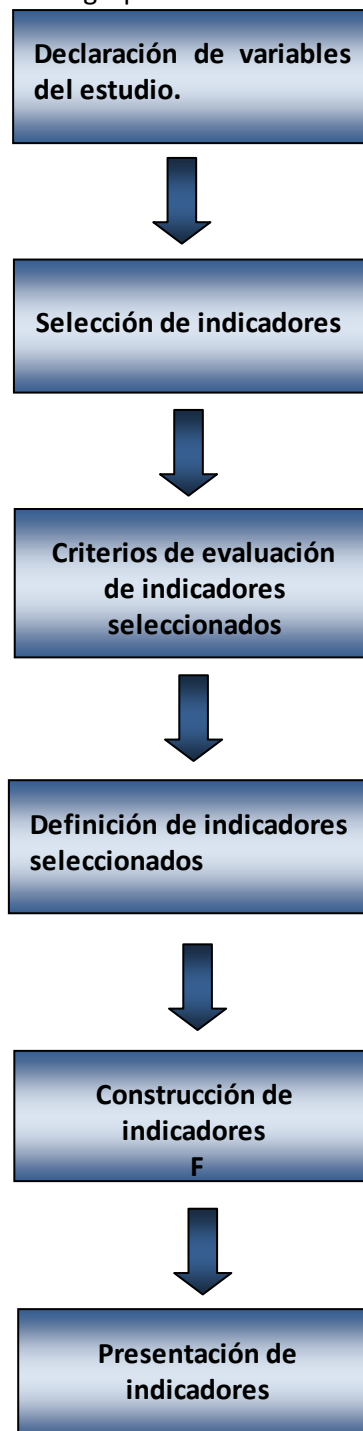 Declaración de variables
del estudio.
Selección de indicadores
Criterios de evaluación
de indicadores
seleccionados
Definición de indicadores
seleccionados
Construcción de
indicadores
F
Presentación de
indicadores